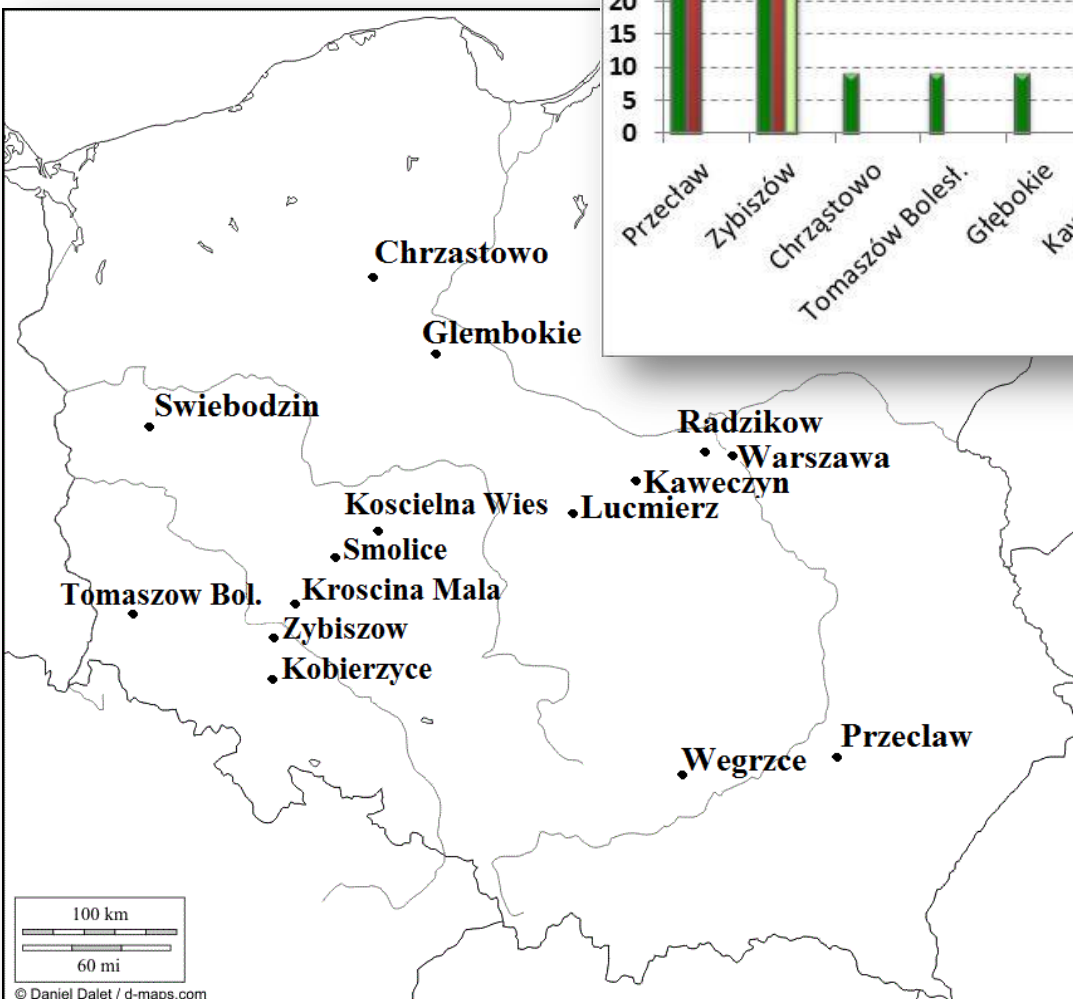 20
15
10
5
0
Przecław
Zybiszów
Chrząstowo
Tomaszów Bolesł.
Głębokie
Chrzastowo
Glembokie
Swiebodzin
Radzikow
Warszawa
Kaweczyn
Koscielna Wies
Lucmierz
Smolice
Kroscina Mala
Tomaszow Bol.
Zybiszow
Kobierzyce
Przeclaw
Wegrzce
100 km
60 mi
© Daniel Dalet / d-maps.com